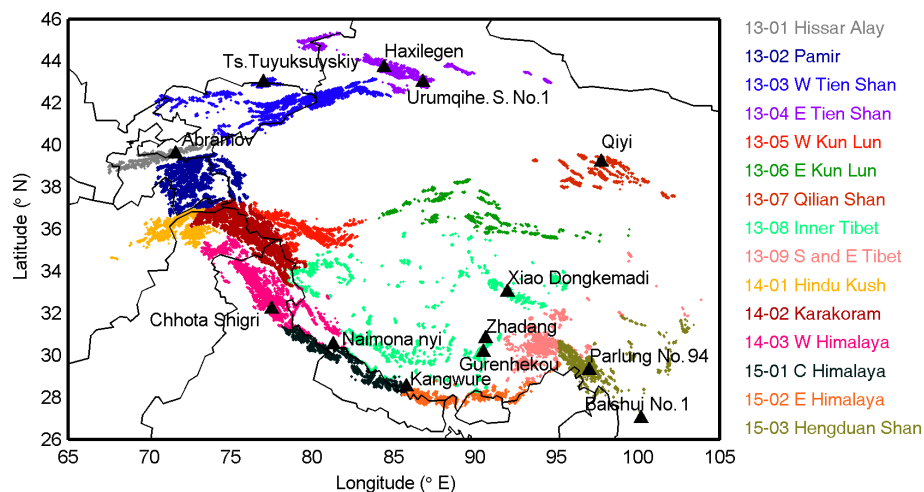 46
44
42
40
38
36
34
32
30
28
26
65
70
75
80
85
90
95
100
105
Latitude (° N)
Longitude (° E)
Ts.Tuyuksuyskiy
Haxilegen
Urumqihe. S. No.1
Abramov
Qiyi
Xiao Dongkemadi
Chhota Shigri
Naimona nyi
Zhadang
Gurenhekou
Kangwure
Parlung No. 94
Baishui No. 1
13-01 Hissar Alay
13-02 Pamir
13-03 W Tien Shan
13-04 E Tien Shan
13-05 W Kun Lun
13-06 E Kun Lun
13-07 Qilian Shan
13-08 Inner Tibet
13-09 S and E Tibet
14-01 Hindu Kush
14-02 Karakoram
14-03 W Himalaya
15-01 C Himalaya
15-02 E Himalaya
15-03 Hengduan Shan